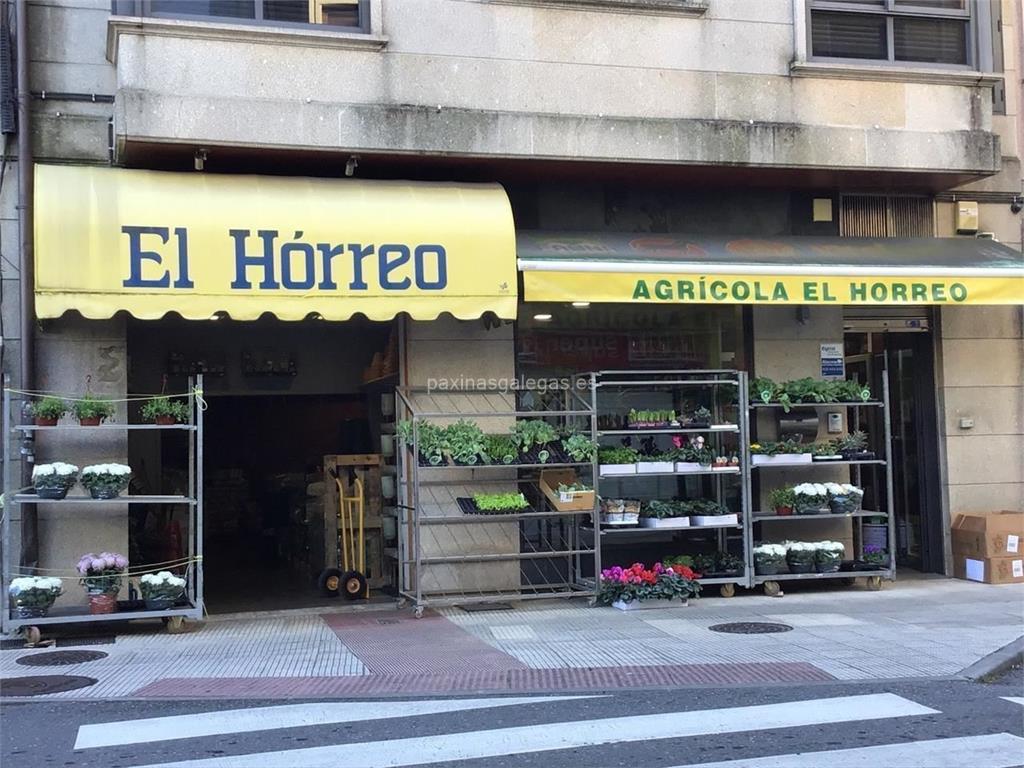 El Hórreo
AGRÍCOLA EL HORREO
paxinasgalegas.es